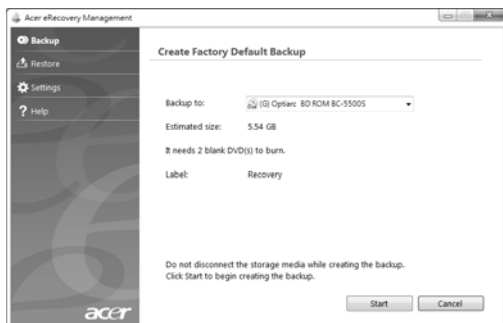 Acer eRecovery Management
Backup
Restore
Settings
Help
Create Factory Default Backup
Backup to: (G) Optiarc BD ROM BC-5500S
Estimated size: 5.54 GB
It needs 2 blank DVD(s) to burn.
Label: Recovery
Do not disconnect the storage media while creating the backup.
Click Start to begin creating the backup.
Start Cancel
acer